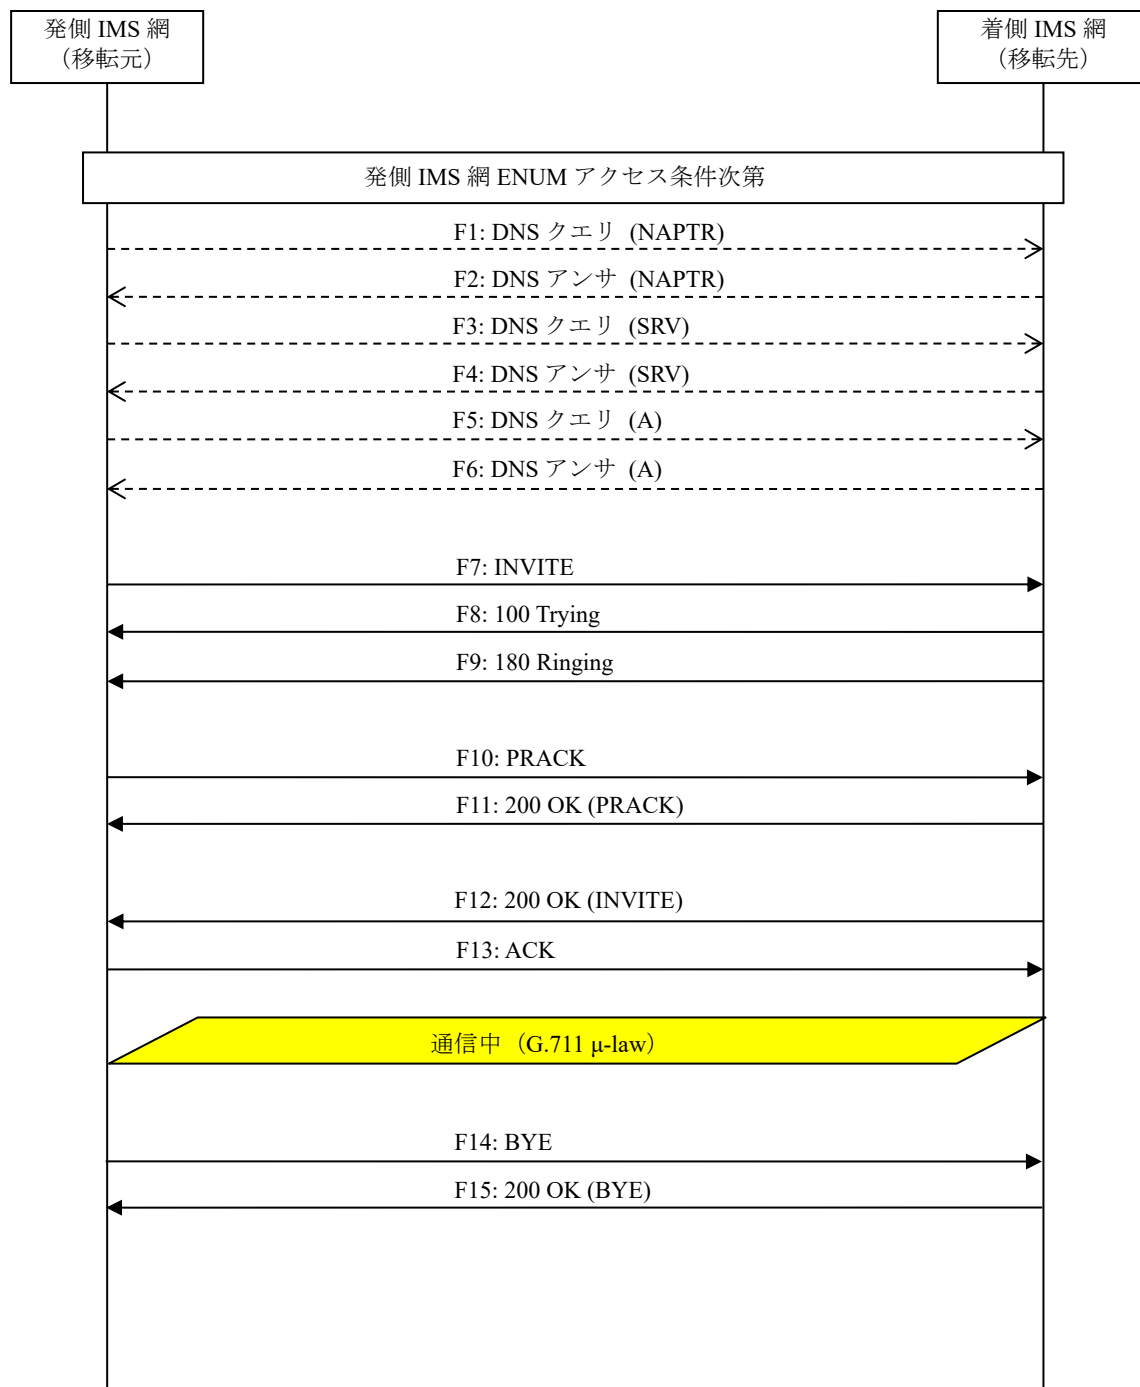 発側 IMS 網
（移転元）
着側 IMS 網
（移転先）
発側 IMS 網 ENUM アクセス条件次第
F1: DNS クエリ (NAPTR)
F2: DNS アンサ (NAPTR)
F3: DNS クエリ (SRV)
F4: DNS アンサ (SRV)
F5: DNS クエリ (A)
F6: DNS アンサ (A)
F7: INVITE
F8: 100 Trying
F9: 180 Ringing
F10: PRACK
F11: 200 OK (PRACK)
F12: 200 OK (INVITE)
F13: ACK
通信中（G.711 μ-law）
F14: BYE
F15: 200 OK (BYE)